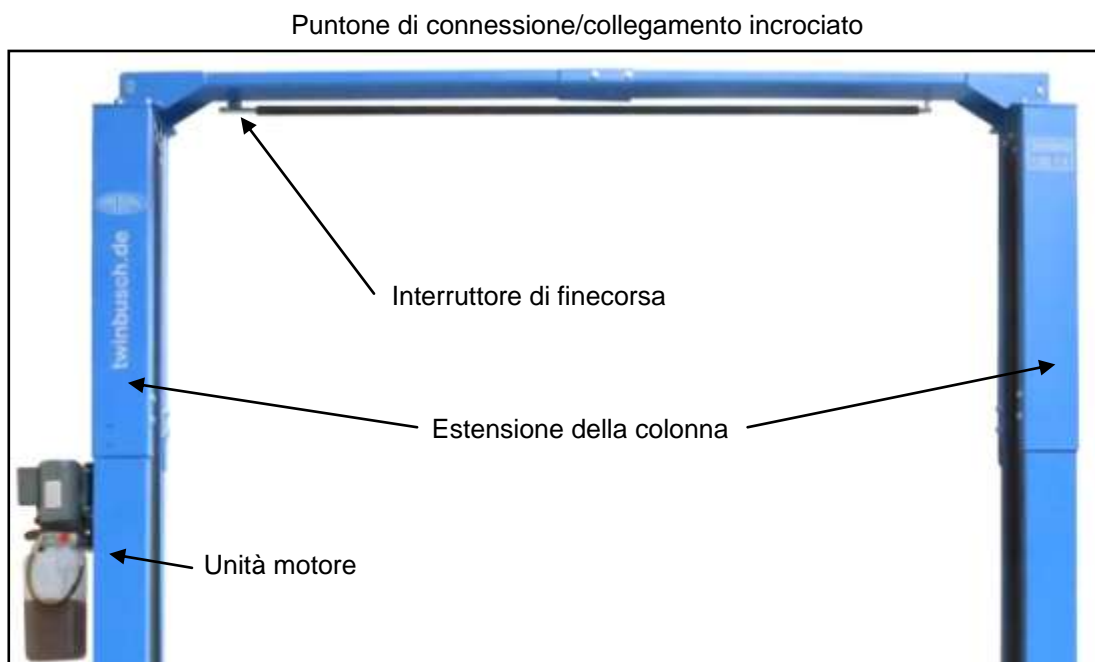 Puntone di connessione/collegamento incrociato
twinbusch.de
Interruttore di finecorsa
Estensione della colonna
Unità motore